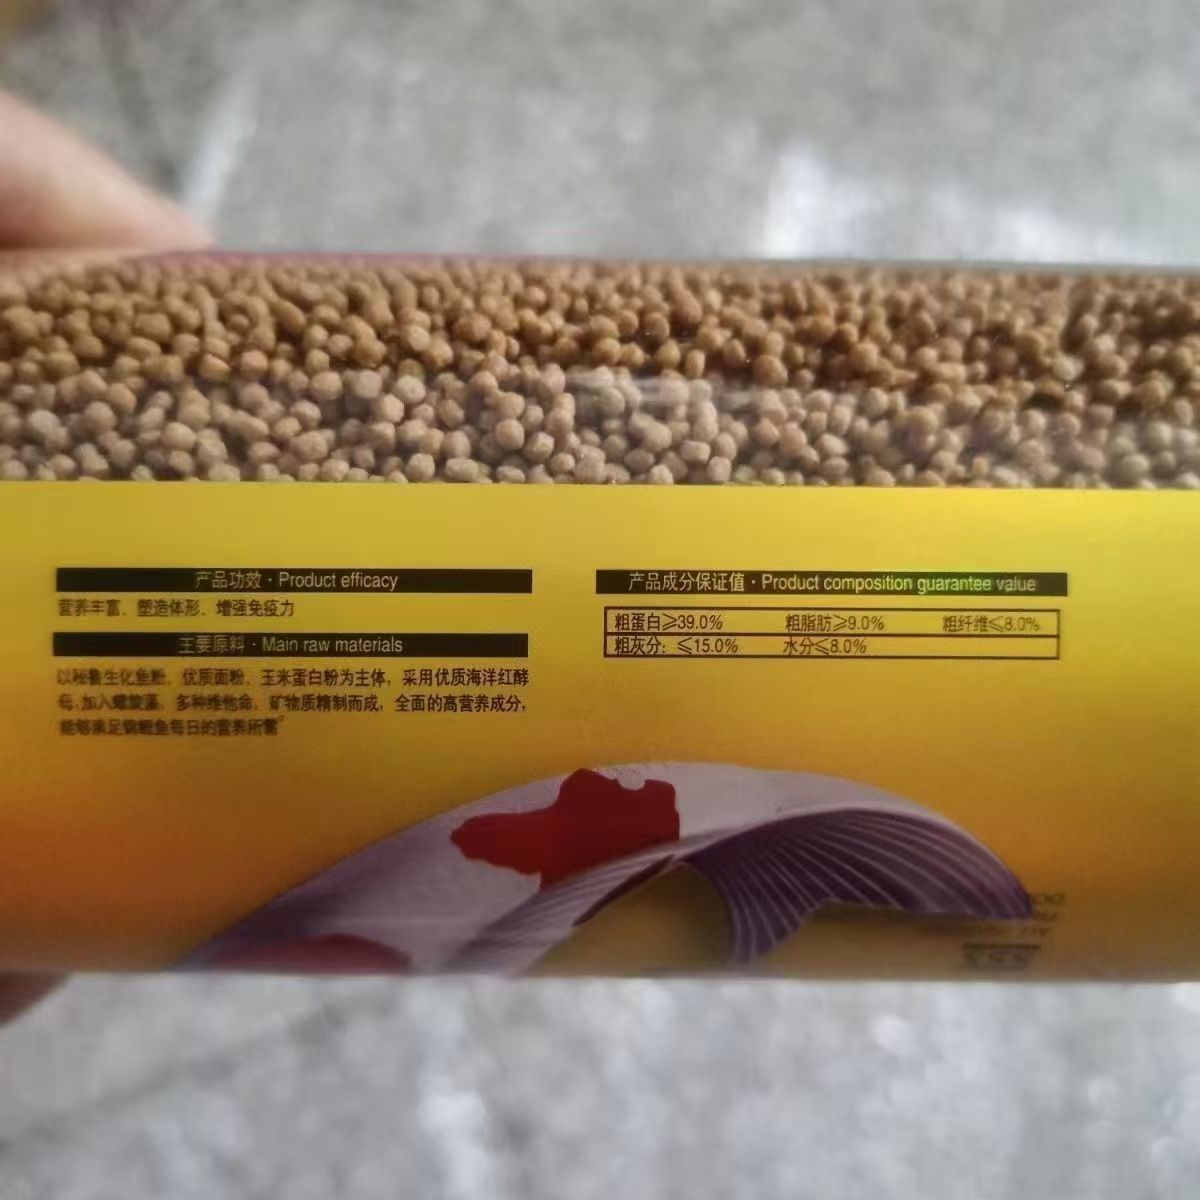 产品功效·Product efficacy
营养丰富、塑造体形、增强免疫力
主要原料·Main raw materials
以秘鲁生化鱼粉、优质面粉、玉米蛋白粉为主体,采用优质海洋红酵
母,加入螺旋藻、多种维他命、矿物质精制而成,全面的高营养成分,
能够满足锦鲤鱼每日的营养所需
产品成分保证值·Product composition guarantee value
粗蛋白≥39.0% 粗脂肪≥9.0% 粗纤维≤8.0%
粗灰分:≤15.0% 水分≤8.0%